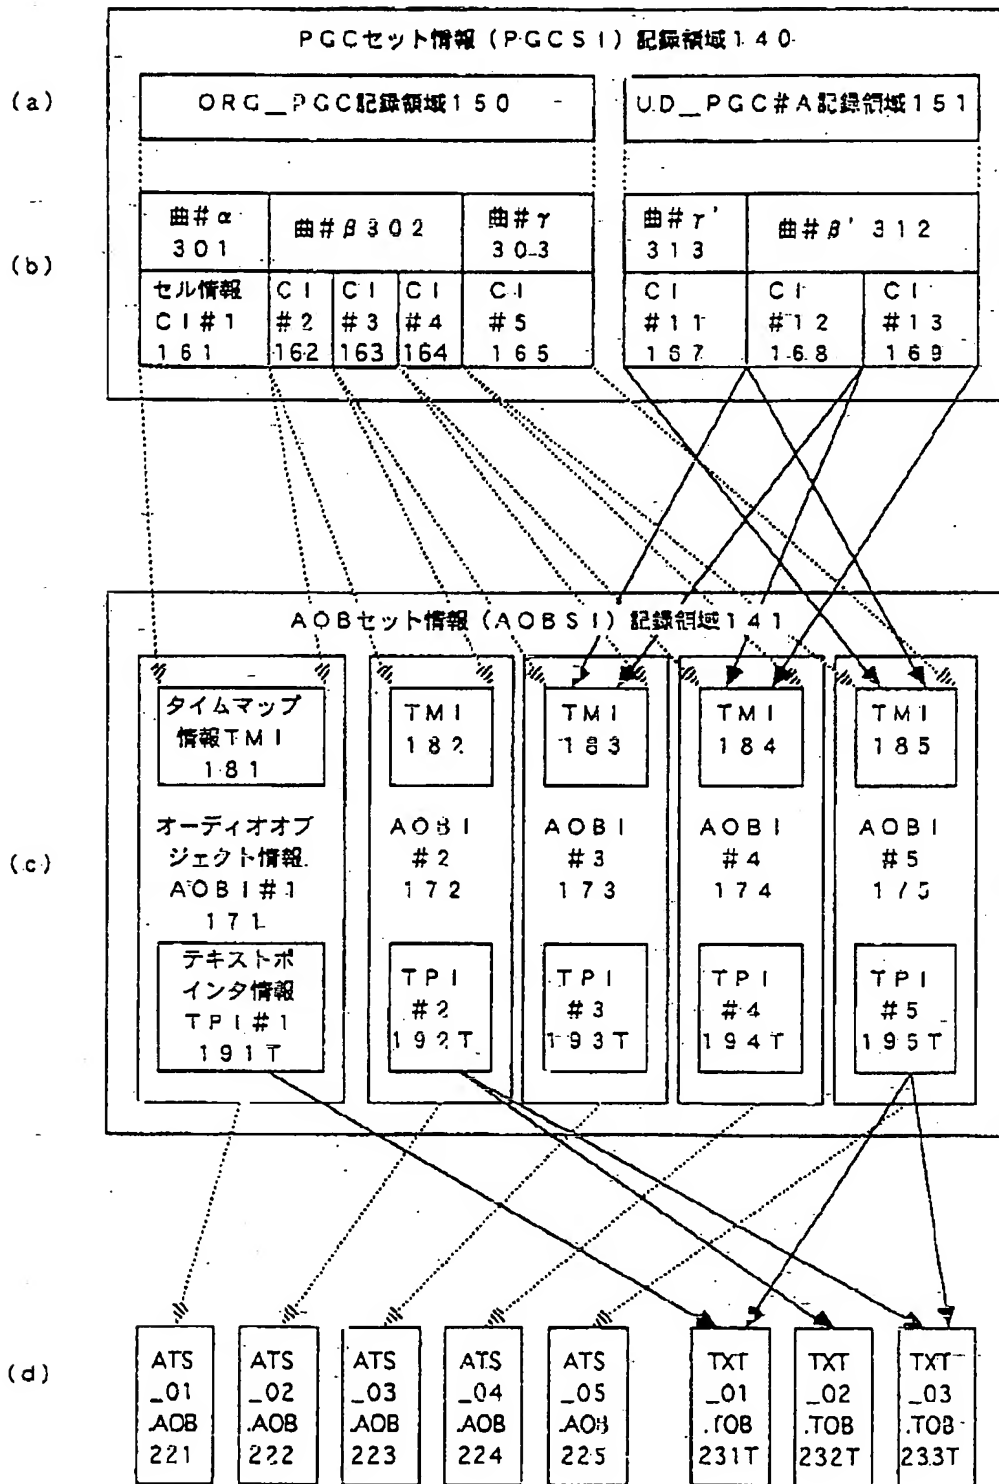 PGCセット情報(PGCSI)記録領域140
(a)
ORG_PGC記録領域150
UD_PGC#A記録領域151
(b)
曲#α
301
曲#β302
曲#γ
303
曲#γ'
313
曲#β'312
セル情報
CI#1
161
CI
#2
162
CI
#3
163
CI
#4
164
CI
#5
165
CI
#11
167
CI
#12
168
CI
#13
169
AOBセット情報(AOBSI)記録領域141
(c)
タイムマップ
情報TMI
181
TMI
182
TMI
183
TMI
184
TMI
185
オーディオオブ
ジェクト情報
AOBI#1
171
AOBI
#2
172
AOBI
#3
173
AOBI
#4
174
AOBI
#5
175
テキストポ
インタ情報
TPI#1
191T
TPI
#2
192T
TPI
#3
193T
TPI
#4
194T
TPI
#5
195T
(d)
ATS
_01
.AOB
221
ATS
_02
.AOB
222
ATS
_03
.AOB
223
ATS
_04
.AOB
224
ATS
_05
.AOB
225
TXT
_01
.TOB
231T
TXT
_02
.TOB
232T
TXT
_03
.TOB
233T